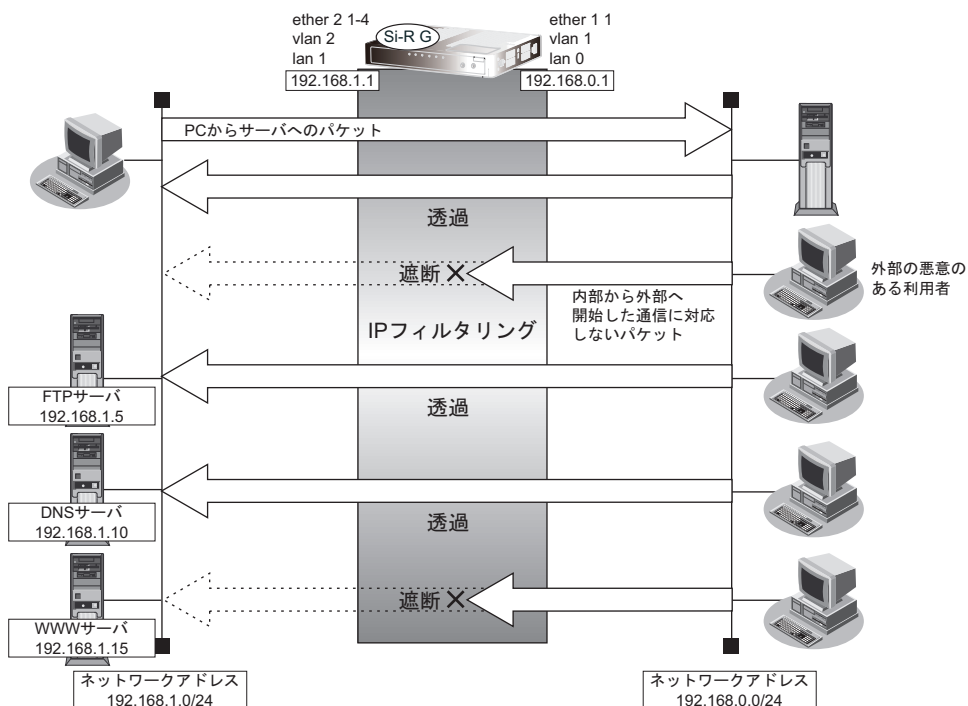 ether 2 1-4
vlan 2
lan 1
192.168.1.1
Si-R G
ether 1 1
vlan 1
lan 0
192.168.0.1
PCからサーバへのパケット
透過
遮断
外部の悪意の
ある利用者
内部から外部へ
開始した通信に対応
しないパケット
IPフィルタリング
FTPサーバ
192.168.1.5
透過
DNSサーバ
192.168.1.10
透過
遮断
WWWサーバ
192.168.1.15
ネットワークアドレス
192.168.1.0/24
ネットワークアドレス
192.168.0.0/24